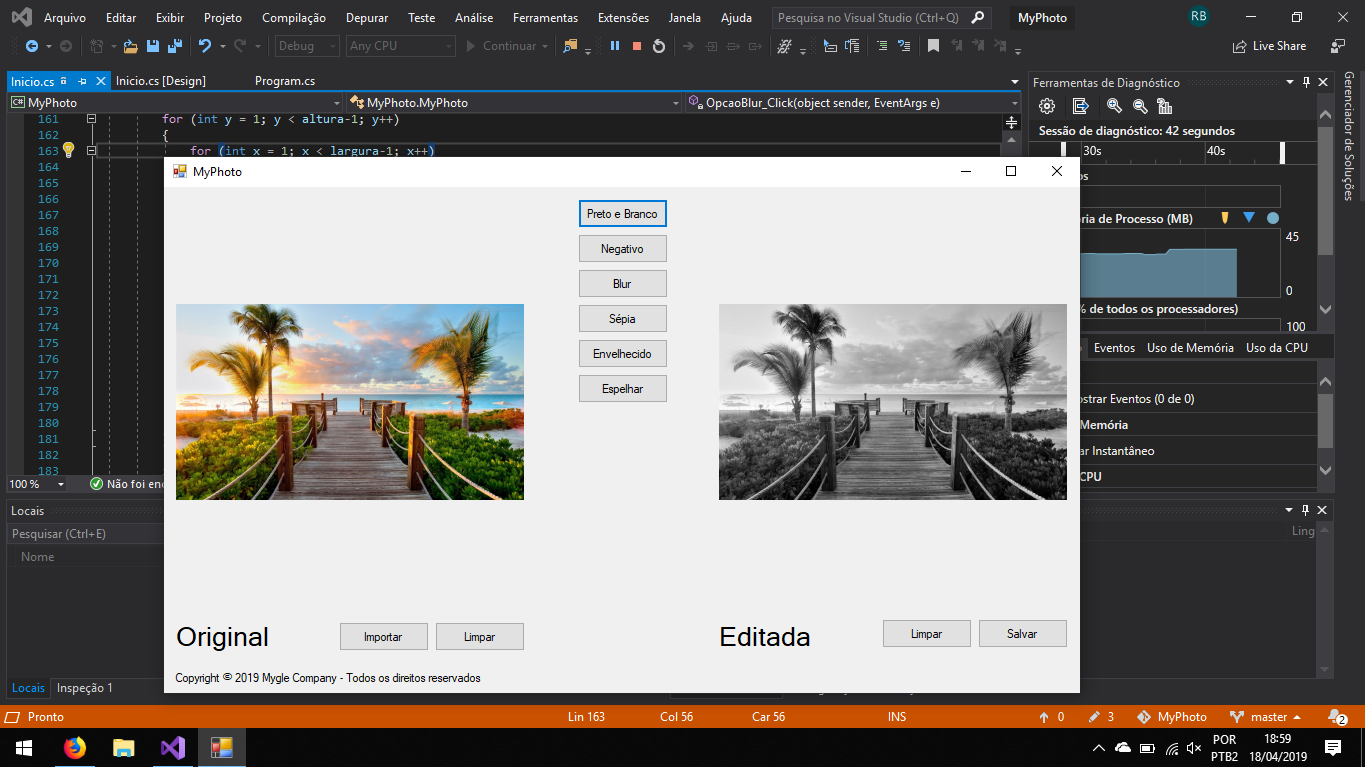 Arquivo Editar Exibir Projeto Compilação Depurar Teste Análise Ferramentas Extensões Janela Ajuda Pesquisa no Visual Studio (Ctrl+Q) MyPhoto RB
Debug Any CPU Continuar Live Share
Inicio.cs Inicio.cs [Design] Program.cs
Ferramentas de Diagnóstico
Gerenciador de Soluções
C# MyPhoto MyPhoto.MyPhoto OpcaoBlur_Click(object sender, EventArgs e)
161 for (int y = 1; y < altura-1; y++)
162 {
163 for (int x = 1; x < largura-1; x++)
164
165
166
167
168
169
170
171
172
173
174
175
176
177
178
179
180
181
182
183
Sessão de diagnóstico: 42 segundos
30s 40s
os
ria de Processo (MB)
45
0
% de todos os processadores)
100
Eventos Uso de Memória Uso da CPU
ostrar Eventos (0 de 0)
Memória
ar Instantâneo
CPU
MyPhoto
Preto e Branco
Negativo
Blur
Sépia
Envelhecido
Espelhar
Original
Importar Limpar
Editada
Limpar Salvar
Copyright © 2019 Mygle Company - Todos os direitos reservados
100 % Não foi enc
Locais
Pesquisar (Ctrl+E)
Nome
Ling
Locais Inspeção 1
Pronto Lin 163 Col 56 Car 56 INS 0 3 MyPhoto master 2
POR
PTB2
18:59
18/04/2019